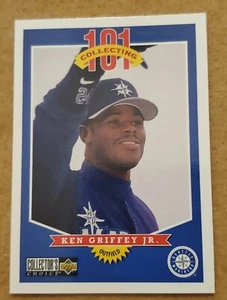 101
COLLECTING
KEN GRIFFEY JR.
OUTFIELD
COLLECTOR'S
CHOICE